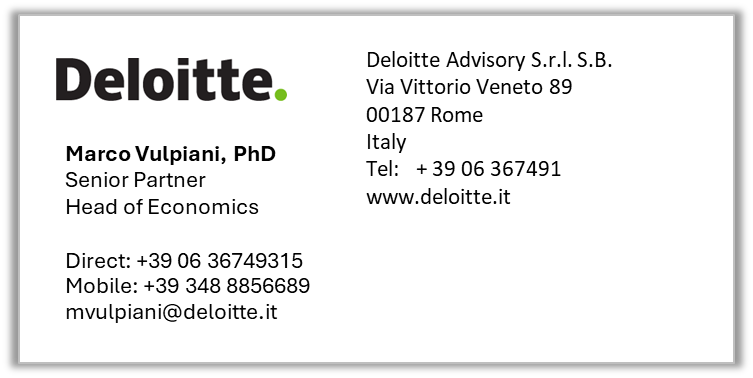 Deloitte.
Marco Vulpiani, PhD
Senior Partner
Head of Economics
Direct: +39 06 36749315
Mobile: +39 348 8856689
mvulpiani@deloitte.it
Deloitte Advisory S.r.l. S.B.
Via Vittorio Veneto 89
00187 Rome
Italy
Tel: + 39 06 367491
www.deloitte.it